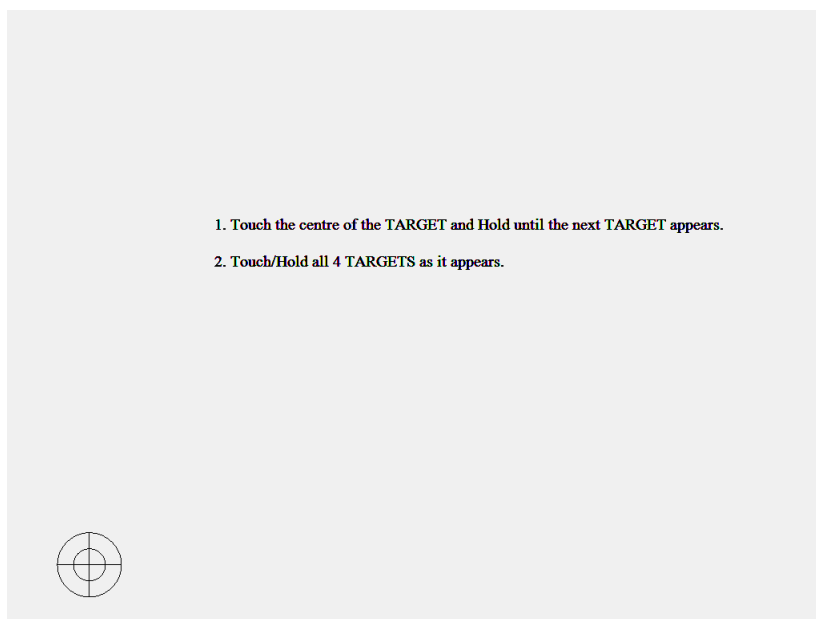 1. Touch the centre of the TARGET and Hold until the next TARGET appears.
2. Touch/Hold all 4 TARGETS as it appears.